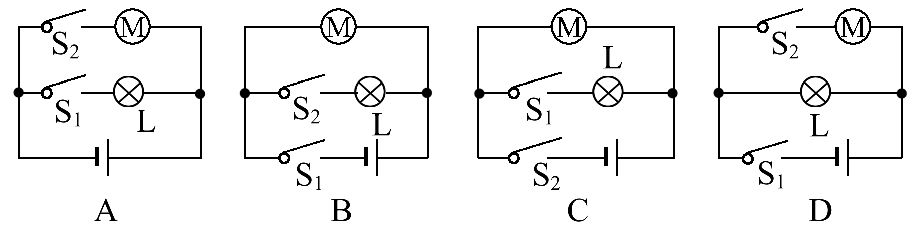 M M M M
S₂ S₂
L
S₁ L S₂ L S₁ L
S₁ S₂ S₁
A B C D